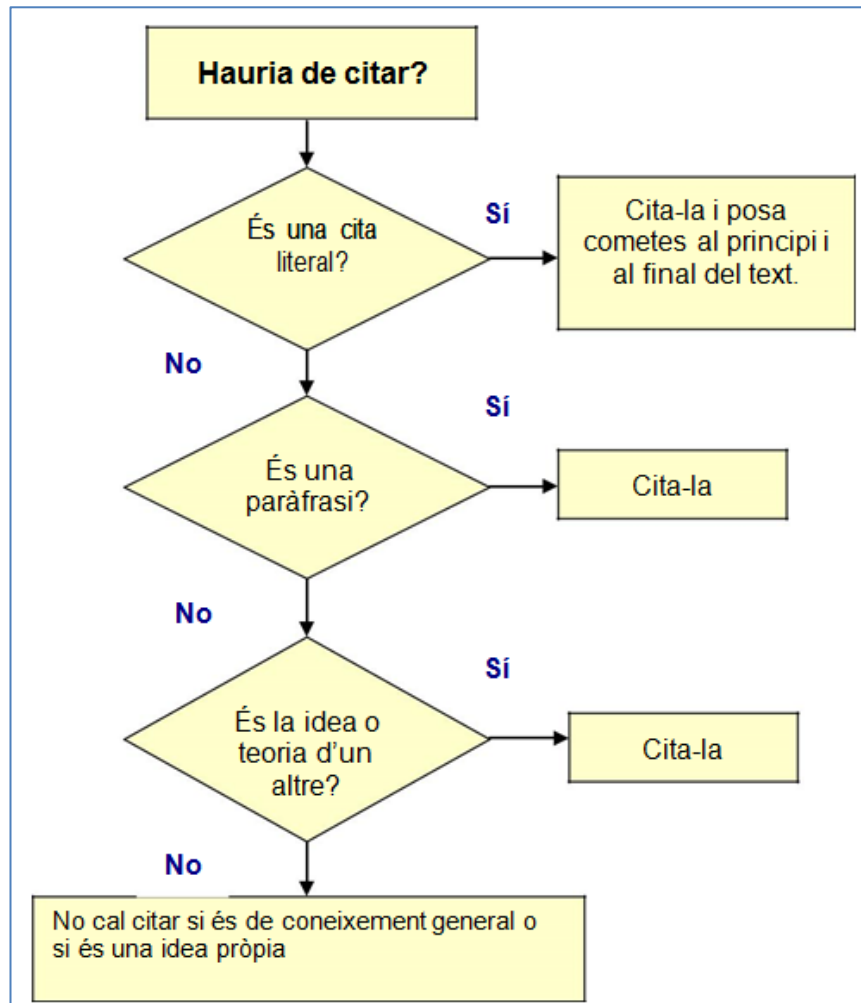 Hauria de citar?
És una cita
literal?
Sí
Cita-la i posa
cometes al principi i
al final del text.
No
És una
paràfrasi?
Sí
Cita-la
No
És la idea o
teoria d’un
altre?
Sí
Cita-la
No
No cal citar si és de coneixement general o
si és una idea pròpia